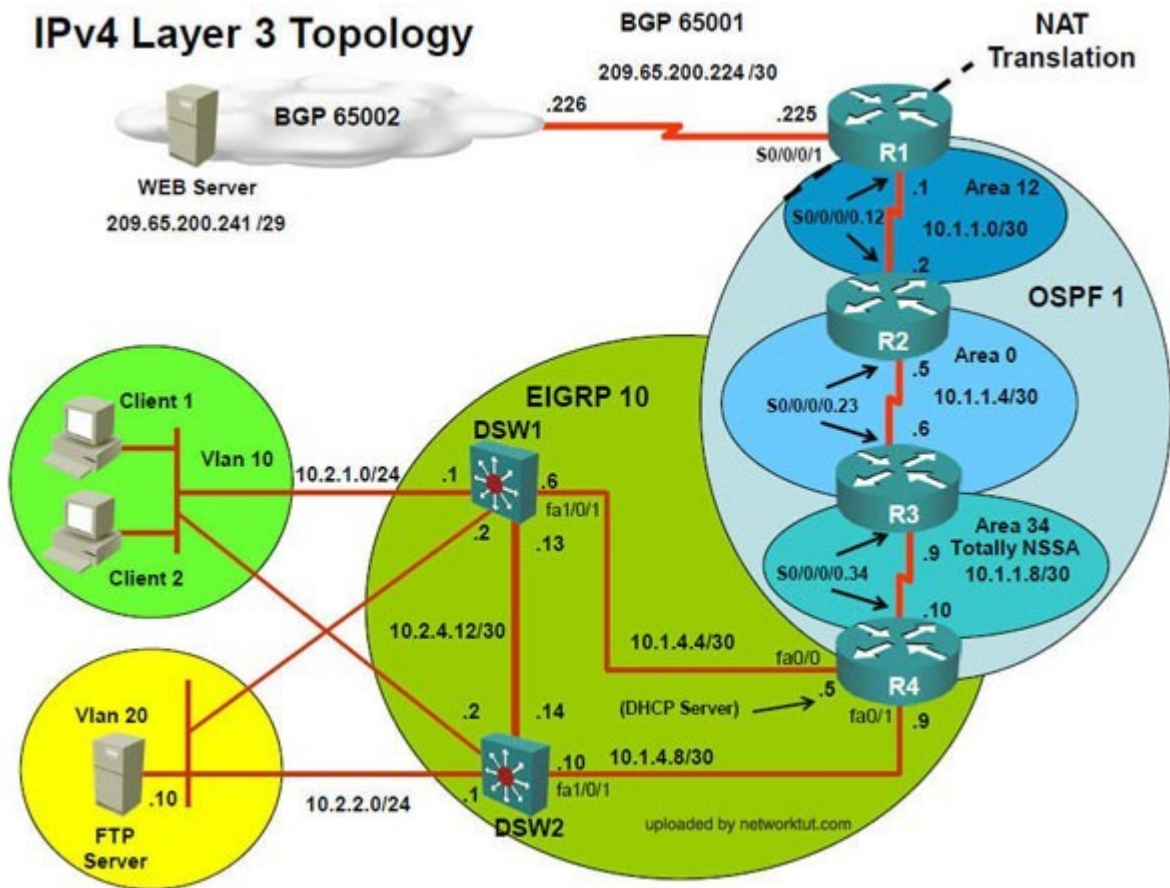 IPv4 Layer 3 Topology
BGP 65001
209.65.200.224 /30
NAT
Translation
BGP 65002
.226
.225
S0/0/0/1
R1
WEB Server
209.65.200.241 /29
.1
Area 12
S0/0/0/0.12
10.1.1.0/30
.2
OSPF 1
R2
Area 0
.5
10.1.1.4/30
S0/0/0/0.23
.6
R3
Area 34
Totally NSSA
.9
10.1.1.8/30
S0/0/0/0.34
.10
R4
Client 1
Vlan 10
Client 2
EIGRP 10
DSW1
10.2.1.0/24
.1
.6
fa1/0/1
.2
.13
10.2.4.12/30
10.1.4.4/30
fa0/0
(DHCP Server)
.5
fa0/1
.9
Vlan 20
.2
.14
.10
10.1.4.8/30
fa1/0/1
.10
.1
10.2.2.0/24
FTP
Server
DSW2
uploaded by networktut.com